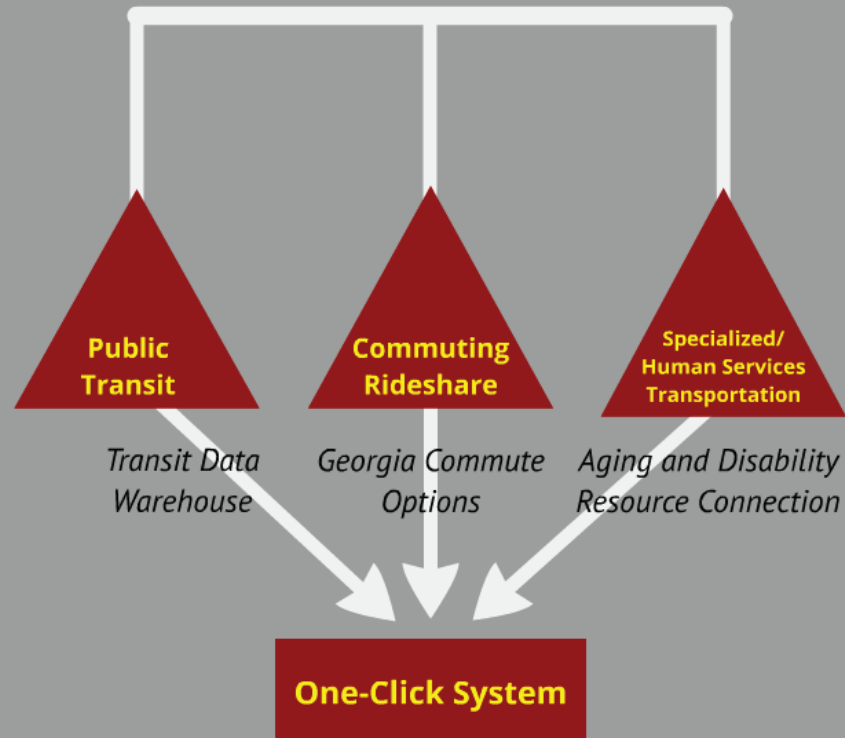 Public
Transit
Commuting
Rideshare
Specialized/
Human Services
Transportation
Transit Data
Warehouse
Georgia Commute
Options
Aging and Disability
Resource Connection
One-Click System